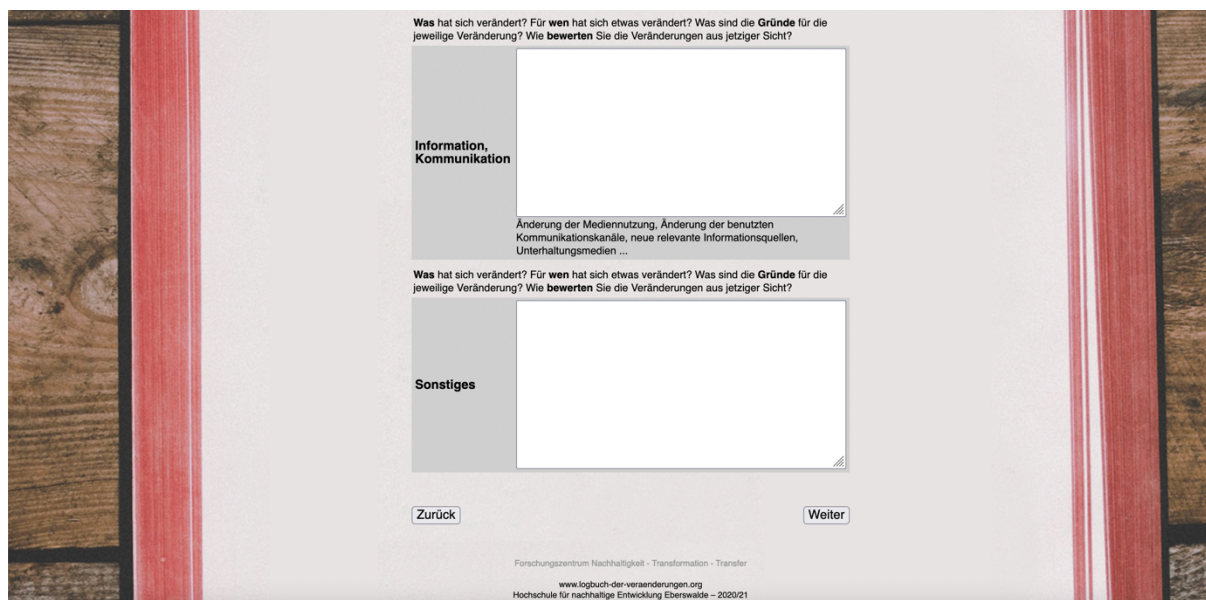 Was hat sich verändert? Für wen hat sich etwas verändert? Was sind die Gründe für die
jeweilige Veränderung? Wie bewerten Sie die Veränderungen aus jetziger Sicht?
Information,
Kommunikation
Änderung der Mediennutzung, Änderung der benutzten
Kommunikationskanäle, neue relevante Informationsquellen,
Unterhaltungsmedien ...
Was hat sich verändert? Für wen hat sich etwas verändert? Was sind die Gründe für die
jeweilige Veränderung? Wie bewerten Sie die Veränderungen aus jetziger Sicht?
Sonstiges
Zurück
Weiter
Forschungszentrum Nachhaltigkeit - Transformation - Transfer
www.logbuch-der-veraenderungen.org
Hochschule für nachhaltige Entwicklung Eberswalde – 2020/21